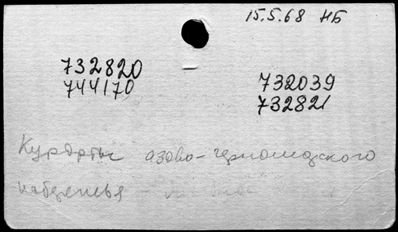 15.5.68 НБ
732820
744170
732039
732821
Курорты азово-черноморского
побережья -